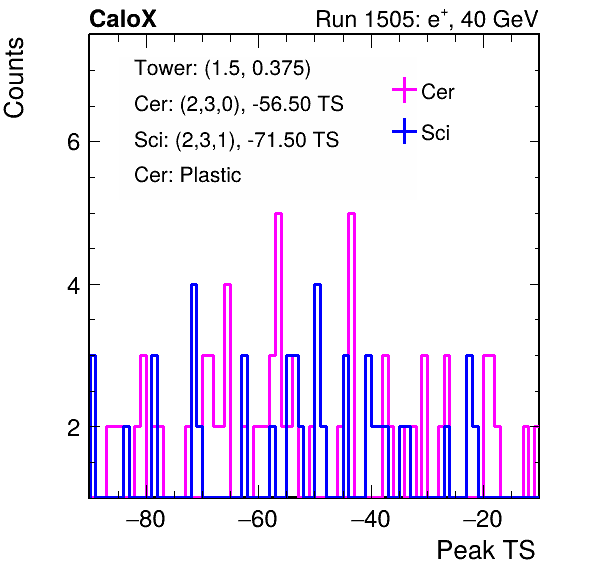 CaloX Run 1505: e⁺, 40 GeV
Counts
Tower: (1.5, 0.375)
Cer: (2,3,0), -56.50 TS
Sci: (2,3,1), -71.50 TS
Cer: Plastic
Cer
Sci
6
4
2
−80 −60 −40 −20
Peak TS